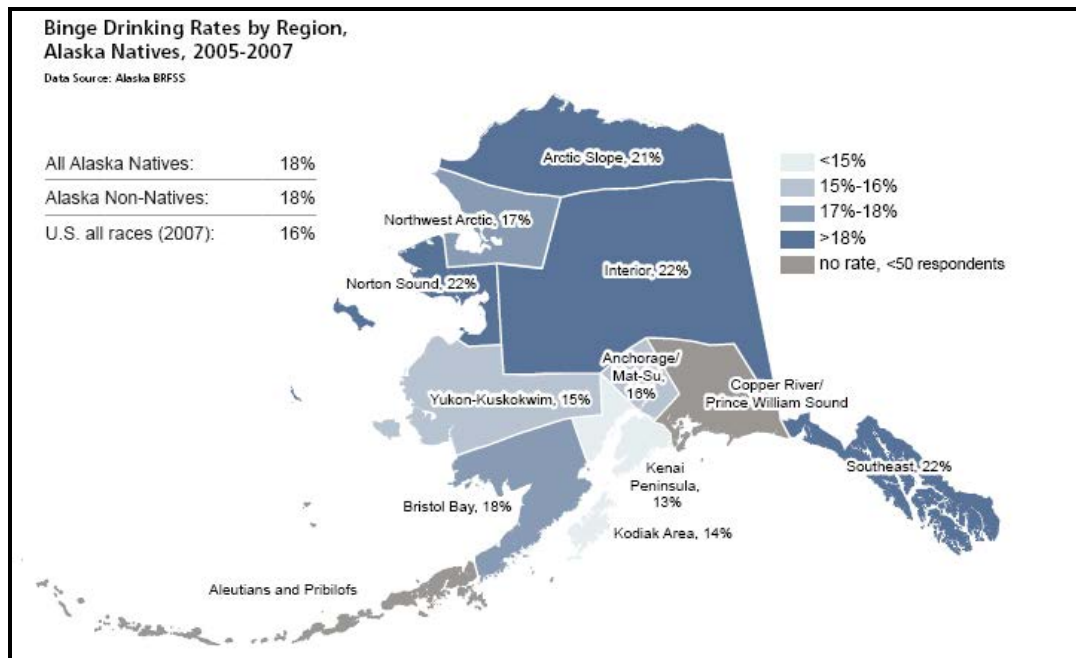 Binge Drinking Rates by Region,
Alaska Natives, 2005-2007
Data Source: Alaska BRFSS
All Alaska Natives: 18%
Alaska Non-Natives: 18%
U.S. all races (2007): 16%
<15%
15%-16%
17%-18%
>18%
no rate, <50 respondents
Arctic Slope, 21%
Northwest Arctic, 17%
Norton Sound, 22%
Interior, 22%
Anchorage/
Mat-Su,
16%
Copper River/
Prince William Sound
Yukon-Kuskokwim, 15%
Southeast, 22%
Kenai
Peninsula,
13%
Bristol Bay, 18%
Kodiak Area, 14%
Aleutians and Pribilofs